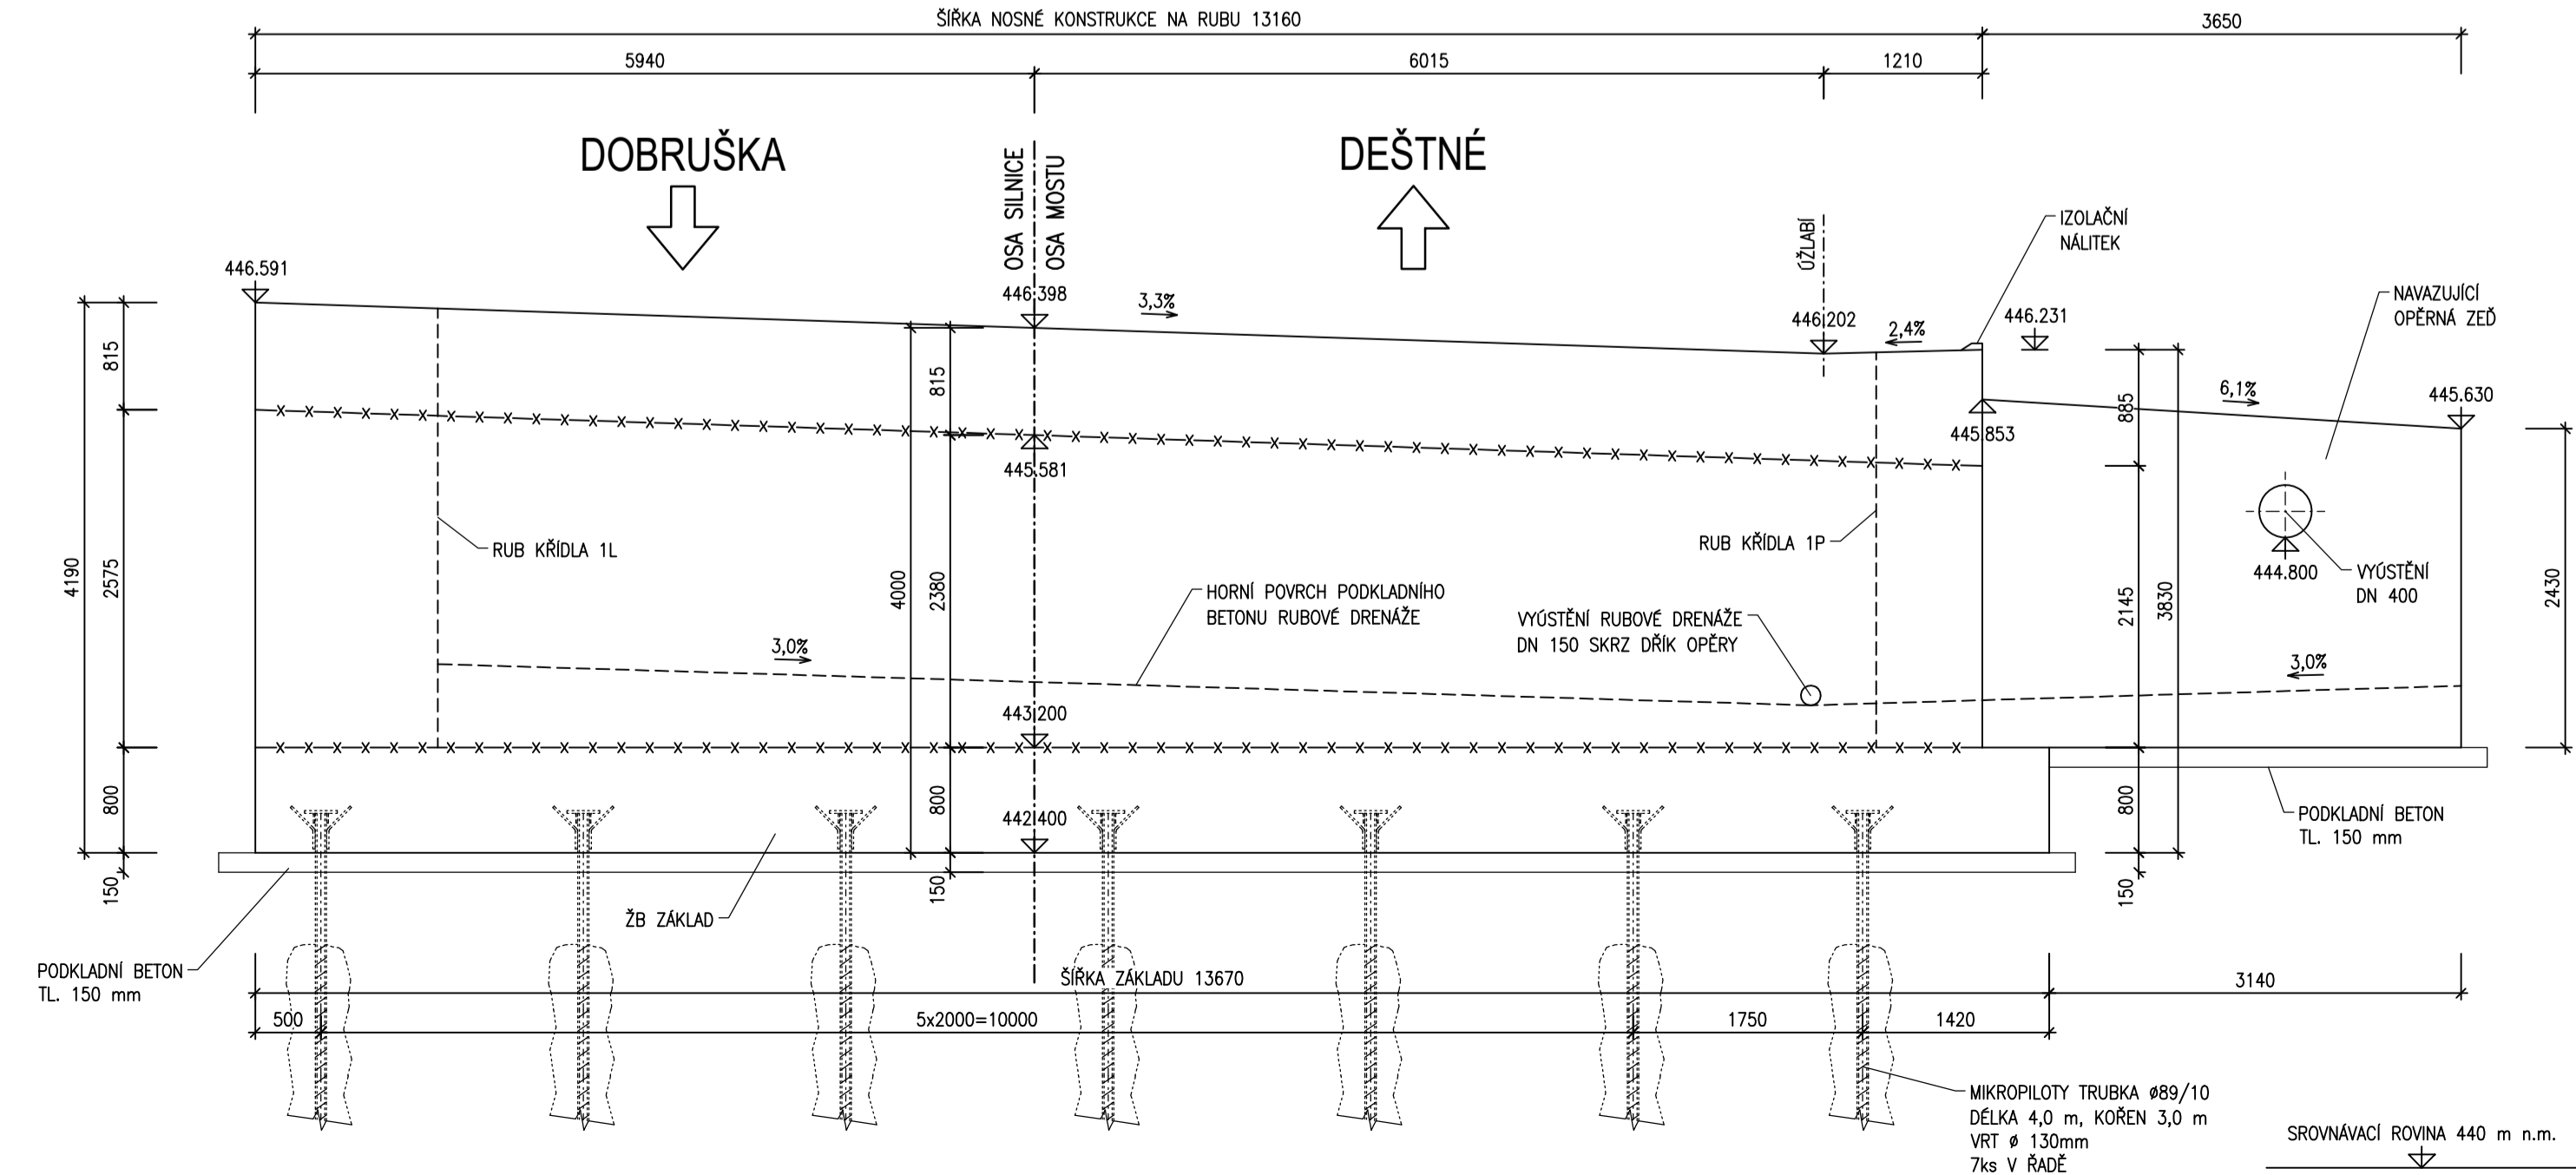 ŠÍŘKA NOSNÉ KONSTRUKCE NA RUBU 13160
3650
5940
6015
1210
DOBRUŠKA
DEŠTNÉ
OSA SILNICE
OSA MOSTU
ÚŽLABÍ
IZOLAČNÍ
NÁLITEK
446.591
446.398
3,3%
446.202
2,4%
446.231
NAVAZUJÍCÍ
OPĚRNÁ ZEĎ
815
815
885
6,1%
445.630
445.853
445.581
4190
2575
RUB KŘÍDLA 1L
4000
2380
RUB KŘÍDLA 1P
444.800
VYÚSTĚNÍ
DN 400
2145
3830
2430
HORNÍ POVRCH PODKLADNÍHO
BETONU RUBOVÉ DRENÁŽE
VYÚSTĚNÍ RUBOVÉ DRENÁŽE
DN 150 SKRZ DŘÍK OPĚRY
3,0%
3,0%
443.200
800
800
442.400
800
PODKLADNÍ BETON
TL. 150 mm
150
150
150
ŽB ZÁKLAD
PODKLADNÍ BETON
TL. 150 mm
ŠÍŘKA ZÁKLADU 13670
3140
500
5x2000=10000
1750
1420
MIKROPILOTY TRUBKA ø89/10
DÉLKA 4,0 m, KOŘEN 3,0 m
VRT ø 130mm
7ks V ŘADĚ
SROVNÁVACÍ ROVINA 440 m n.m.